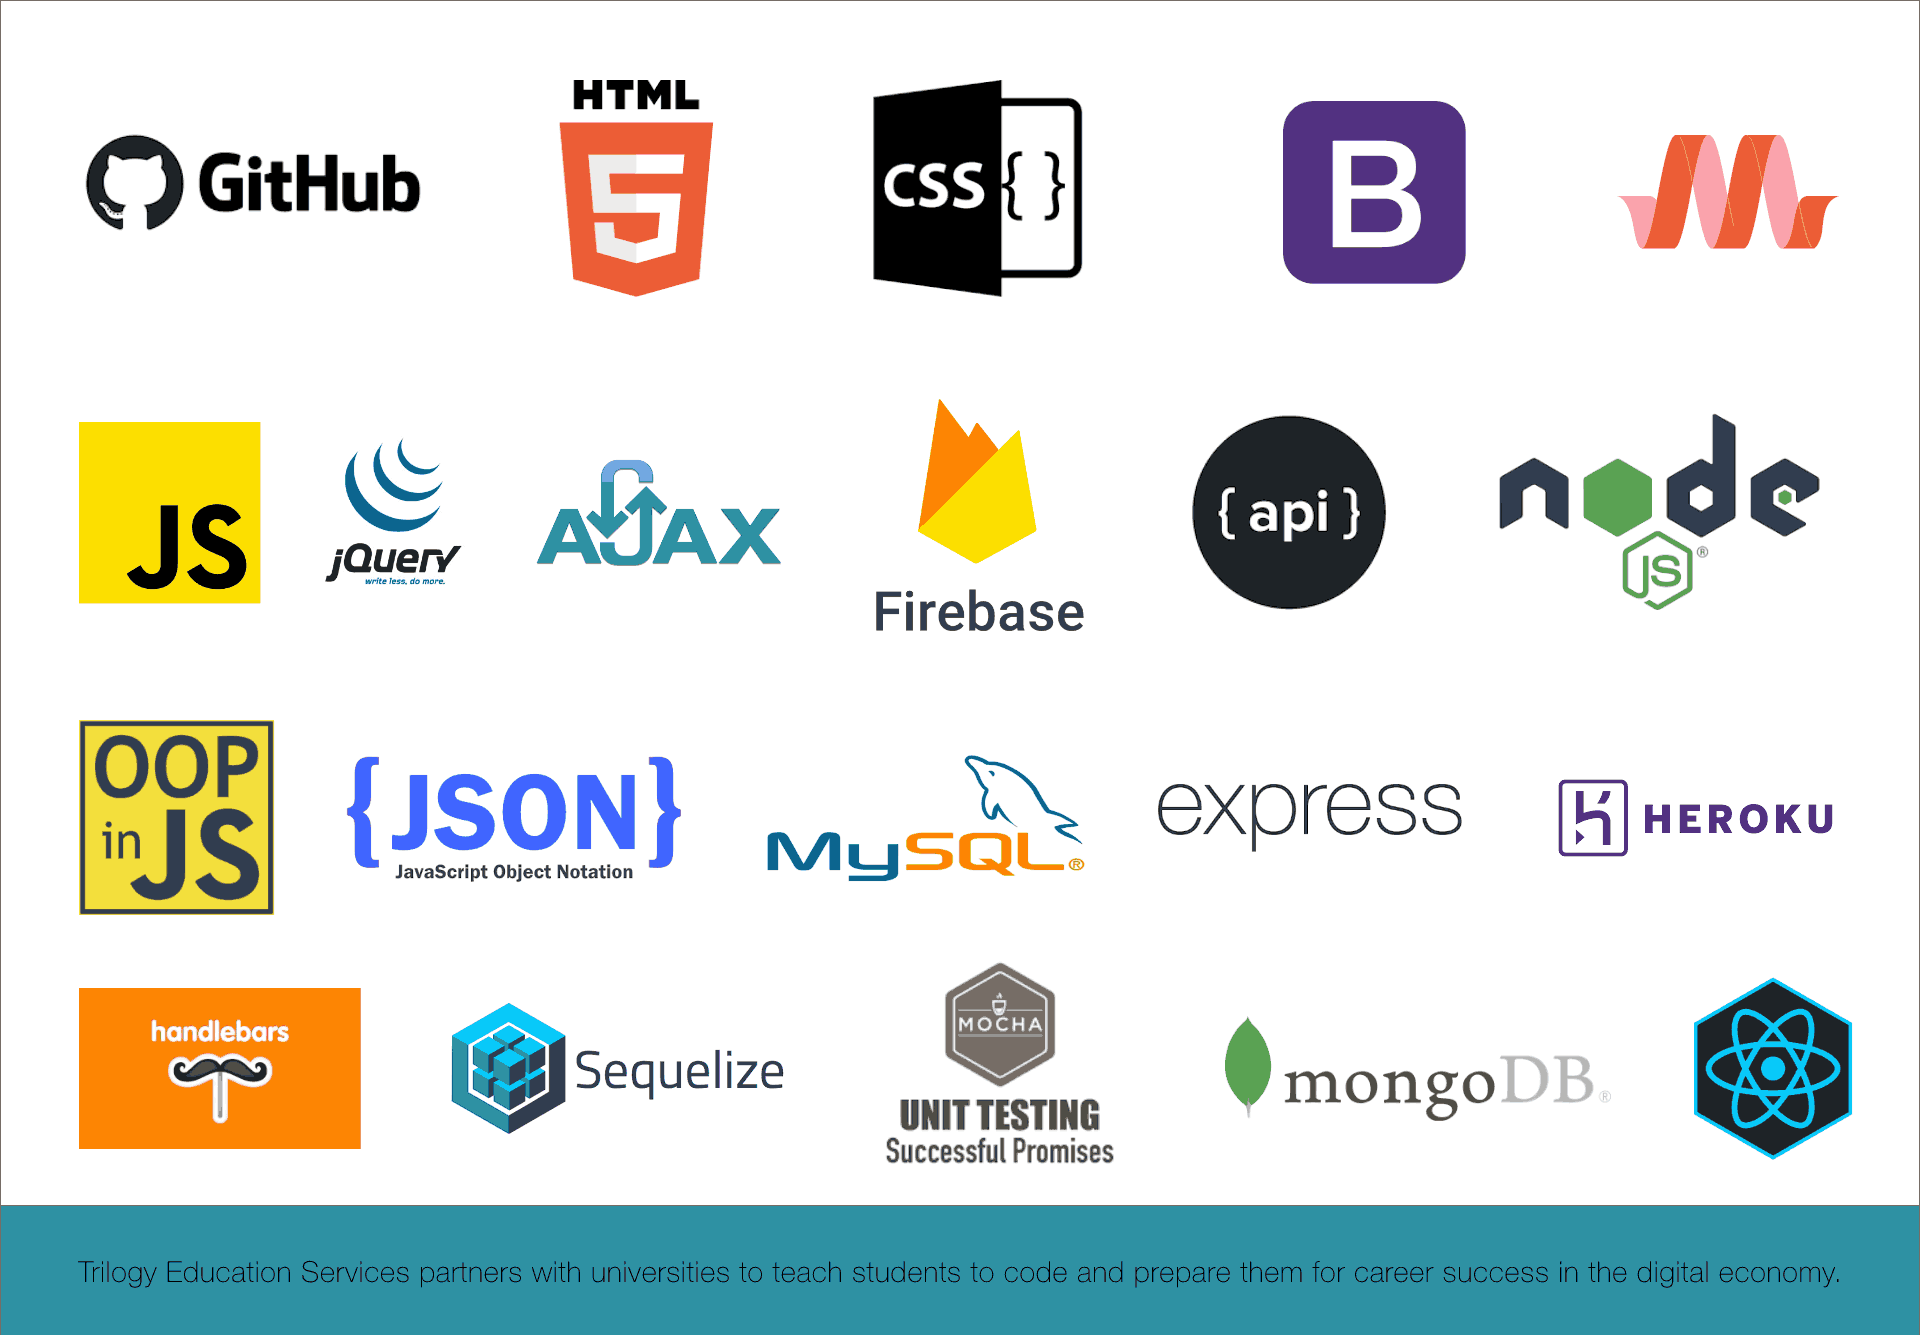 GitHub
HTML
5
CSS { }
B
JS
jQuery
write less, do more.
AJAX
Firebase
{ api }
node
JS ®
OOP
in JS
{JSON}
JavaScript Object Notation
MySQL®
express
HEROKU
handlebars
Sequelize
MOCHA
UNIT TESTING
Successful Promises
mongoDB®
Trilogy Education Services partners with universities to teach students to code and prepare them for career success in the digital economy.